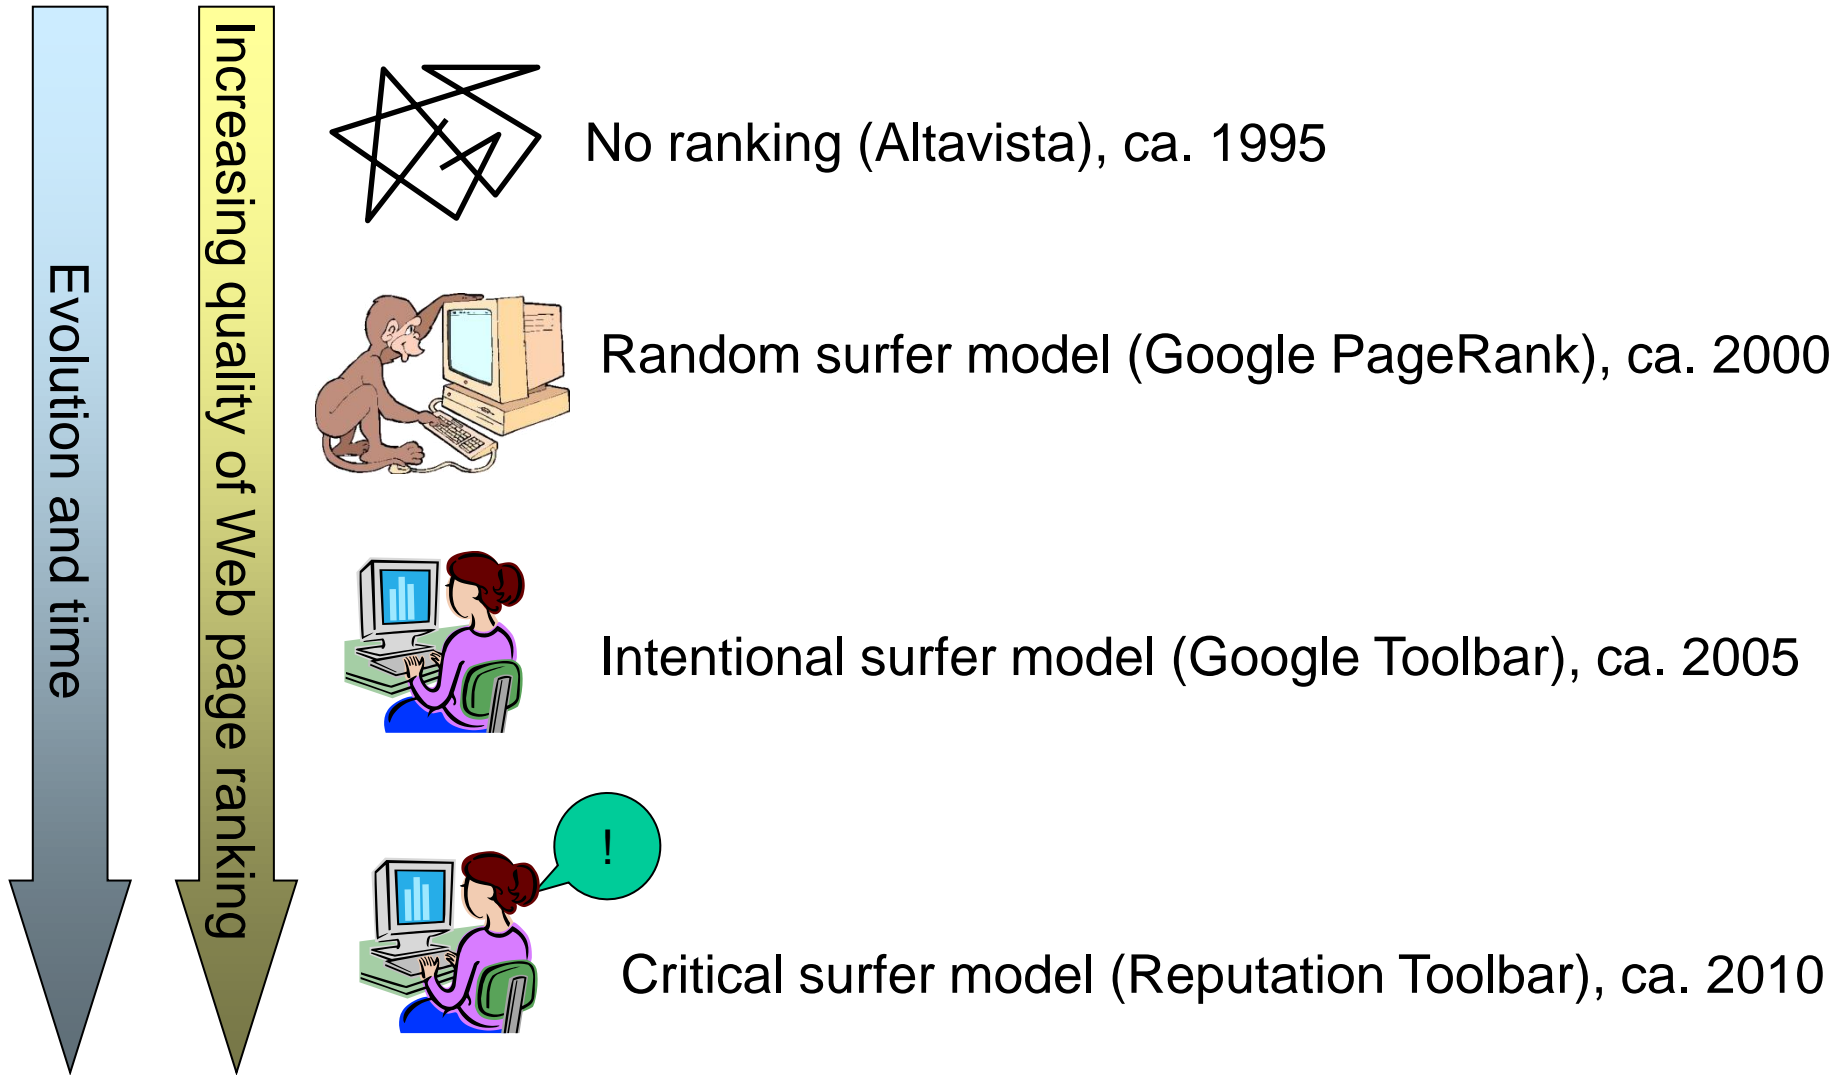 Evolution and time
Increasing quality of Web page ranking
No ranking (Altavista), ca. 1995
Random surfer model (Google PageRank), ca. 2000
Intentional surfer model (Google Toolbar), ca. 2005
!
Critical surfer model (Reputation Toolbar), ca. 2010